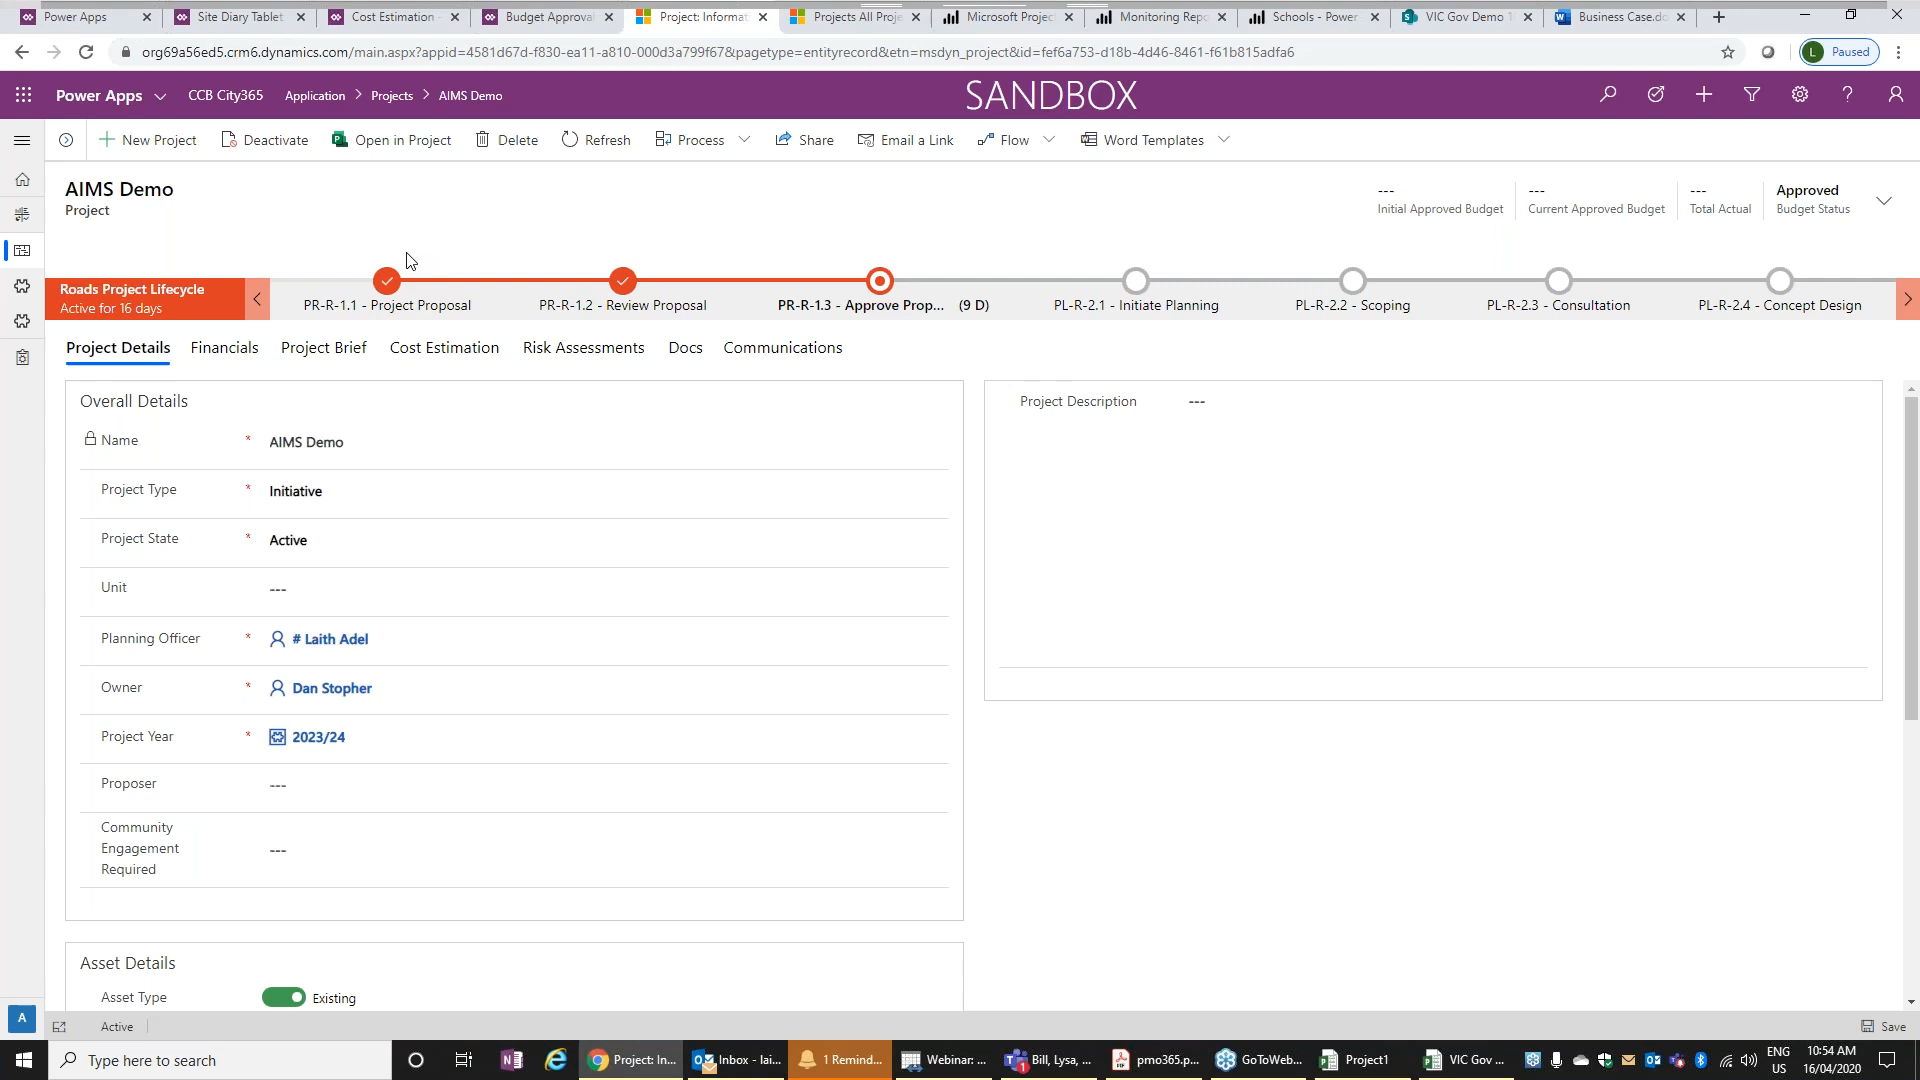 Power Apps
Site Diary Tablet
Cost Estimation -
Budget Approval
Project: Informat
Projects All Proje
Microsoft Projec
Monitoring Repo
Schools - Power
VIC Gov Demo T
Business Case.do
org69a56ed5.crm6.dynamics.com/main.aspx?appid=4581d67d-f830-ea11-a810-000d3a799f67&pagetype=entityrecord&etn=msdyn_project&id=fef6a753-d18b-4d46-8461-f61b815adfa6
L Paused
Power Apps
CCB City365
Application > Projects > AIMS Demo
SANDBOX
New Project
Deactivate
Open in Project
Delete
Refresh
Process
Share
Email a Link
Flow
Word Templates
AIMS Demo
Project
---
Initial Approved Budget
---
Current Approved Budget
---
Total Actual
Approved
Budget Status
Roads Project Lifecycle
Active for 16 days
PR-R-1.1 - Project Proposal
PR-R-1.2 - Review Proposal
PR-R-1.3 - Approve Prop... (9 D)
PL-R-2.1 - Initiate Planning
PL-R-2.2 - Scoping
PL-R-2.3 - Consultation
PL-R-2.4 - Concept Design
Project Details
Financials
Project Brief
Cost Estimation
Risk Assessments
Docs
Communications
Overall Details
Name * AIMS Demo
Project Type * Initiative
Project State * Active
Unit ---
Planning Officer * # Laith Adel
Owner * Dan Stopher
Project Year * 2023/24
Proposer ---
Community
Engagement
Required
---
Project Description ---
Asset Details
Asset Type Existing
A
Active
Save
Type here to search
Project: In...
Inbox - lai...
1 Remind...
Webinar: ...
Bill, Lysa, ...
pmo365.p...
GoToWeb...
Project1
VIC Gov ...
ENG
US
10:54 AM
16/04/2020